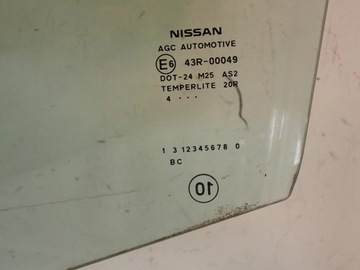 NISSAN
AGC AUTOMOTIVE
E6 43R-00049
DOT-24 M25 AS2
TEMPERLITE 20R
4 ...
1 3 12345678 0
BC
10